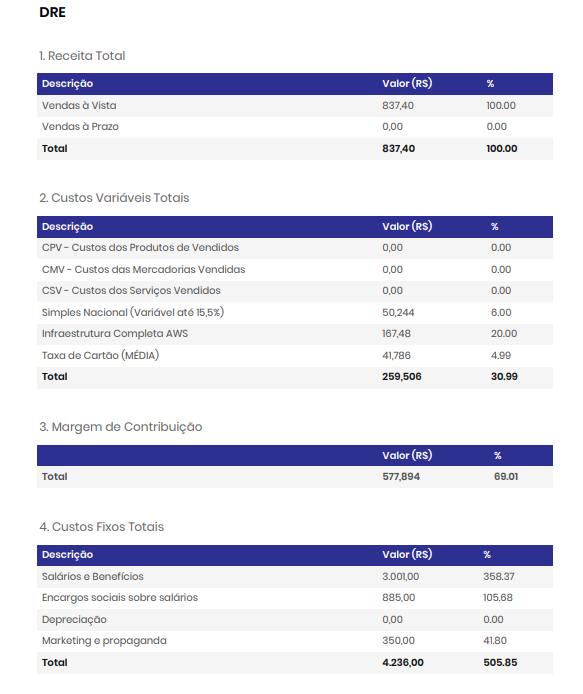 DRE
1. Receita Total
Descrição Valor (R$) %
Vendas à Vista 837,40 100.00
Vendas à Prazo 0,00 0.00
Total 837,40 100.00
2. Custos Variáveis Totais
Descrição Valor (R$) %
CPV - Custos dos Produtos de Vendidos 0,00 0.00
CMV - Custos das Mercadorias Vendidas 0,00 0.00
CSV - Custos dos Serviços Vendidos 0,00 0.00
Simples Nacional (Variável até 15,5%) 50,244 6.00
Infraestrutura Completa AWS 167,48 20.00
Taxa de Cartão (MÉDIA) 41,786 4.99
Total 259,506 30.99
3. Margem de Contribuição
Valor (R$) %
Total 577,894 69.01
4. Custos Fixos Totais
Descrição Valor (R$) %
Salários e Benefícios 3.001,00 358.37
Encargos sociais sobre salários 885,00 105.68
Depreciação 0,00 0.00
Marketing e propaganda 350,00 41.80
Total 4.236,00 505.85